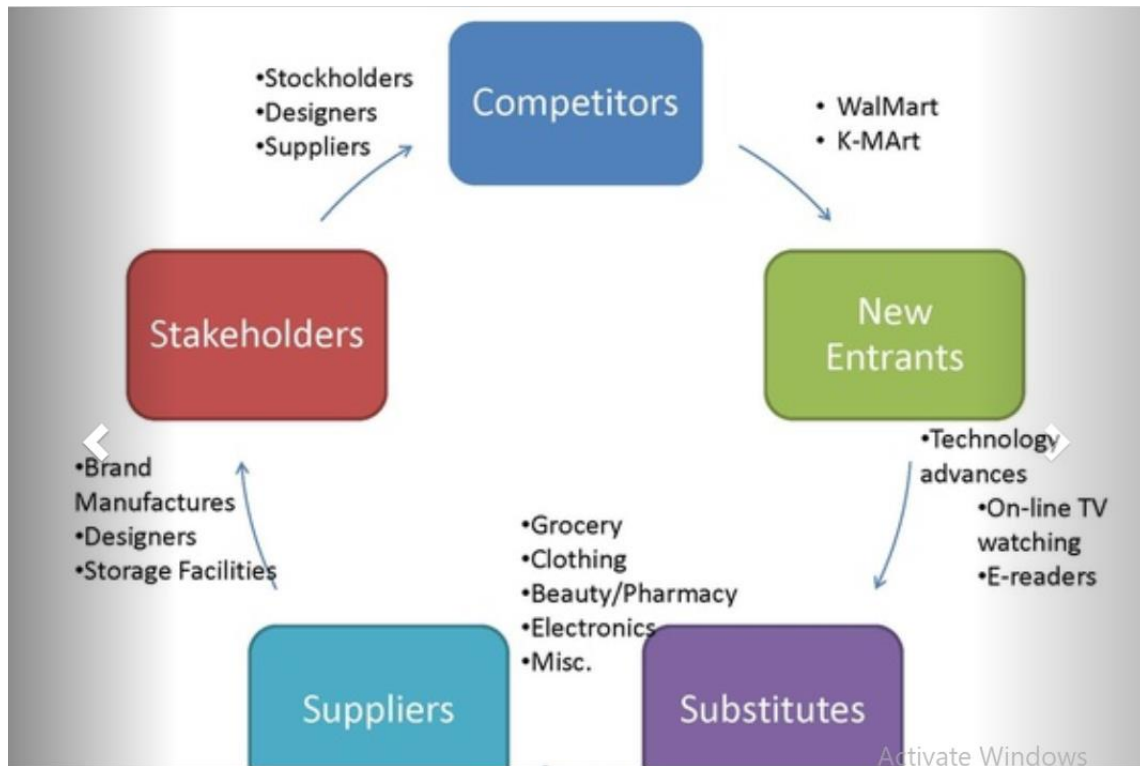 Competitors
•Stockholders
•Designers
•Suppliers
• WalMart
• K-MArt
Stakeholders
New
Entrants
•Technology
advances
•On-line TV
watching
•E-readers
•Brand
Manufactures
•Designers
•Storage Facilities
•Grocery
•Clothing
•Beauty/Pharmacy
•Electronics
•Misc.
Suppliers
Substitutes
Activate Windows